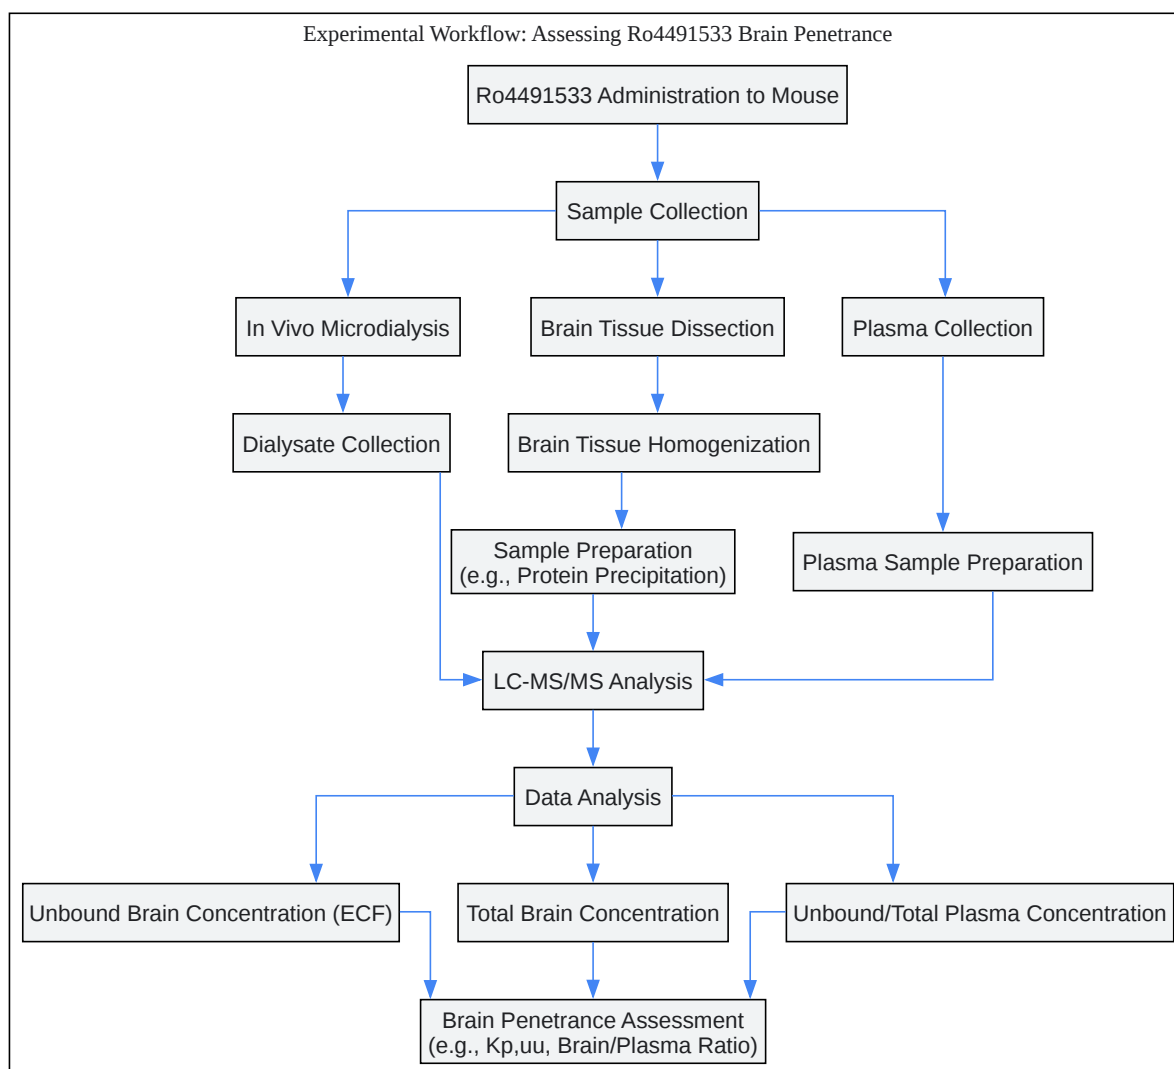 Experimental Workflow: Assessing Ro4491533 Brain Penetrance
Ro4491533 Administration to Mouse
Sample Collection
In Vivo Microdialysis
Brain Tissue Dissection
Plasma Collection
Dialysate Collection
Brain Tissue Homogenization
Sample Preparation
(e.g., Protein Precipitation)
Plasma Sample Preparation
LC-MS/MS Analysis
Data Analysis
Unbound Brain Concentration (ECF)
Total Brain Concentration
Unbound/Total Plasma Concentration
Brain Penetrance Assessment
(e.g., Kp,uu, Brain/Plasma Ratio)